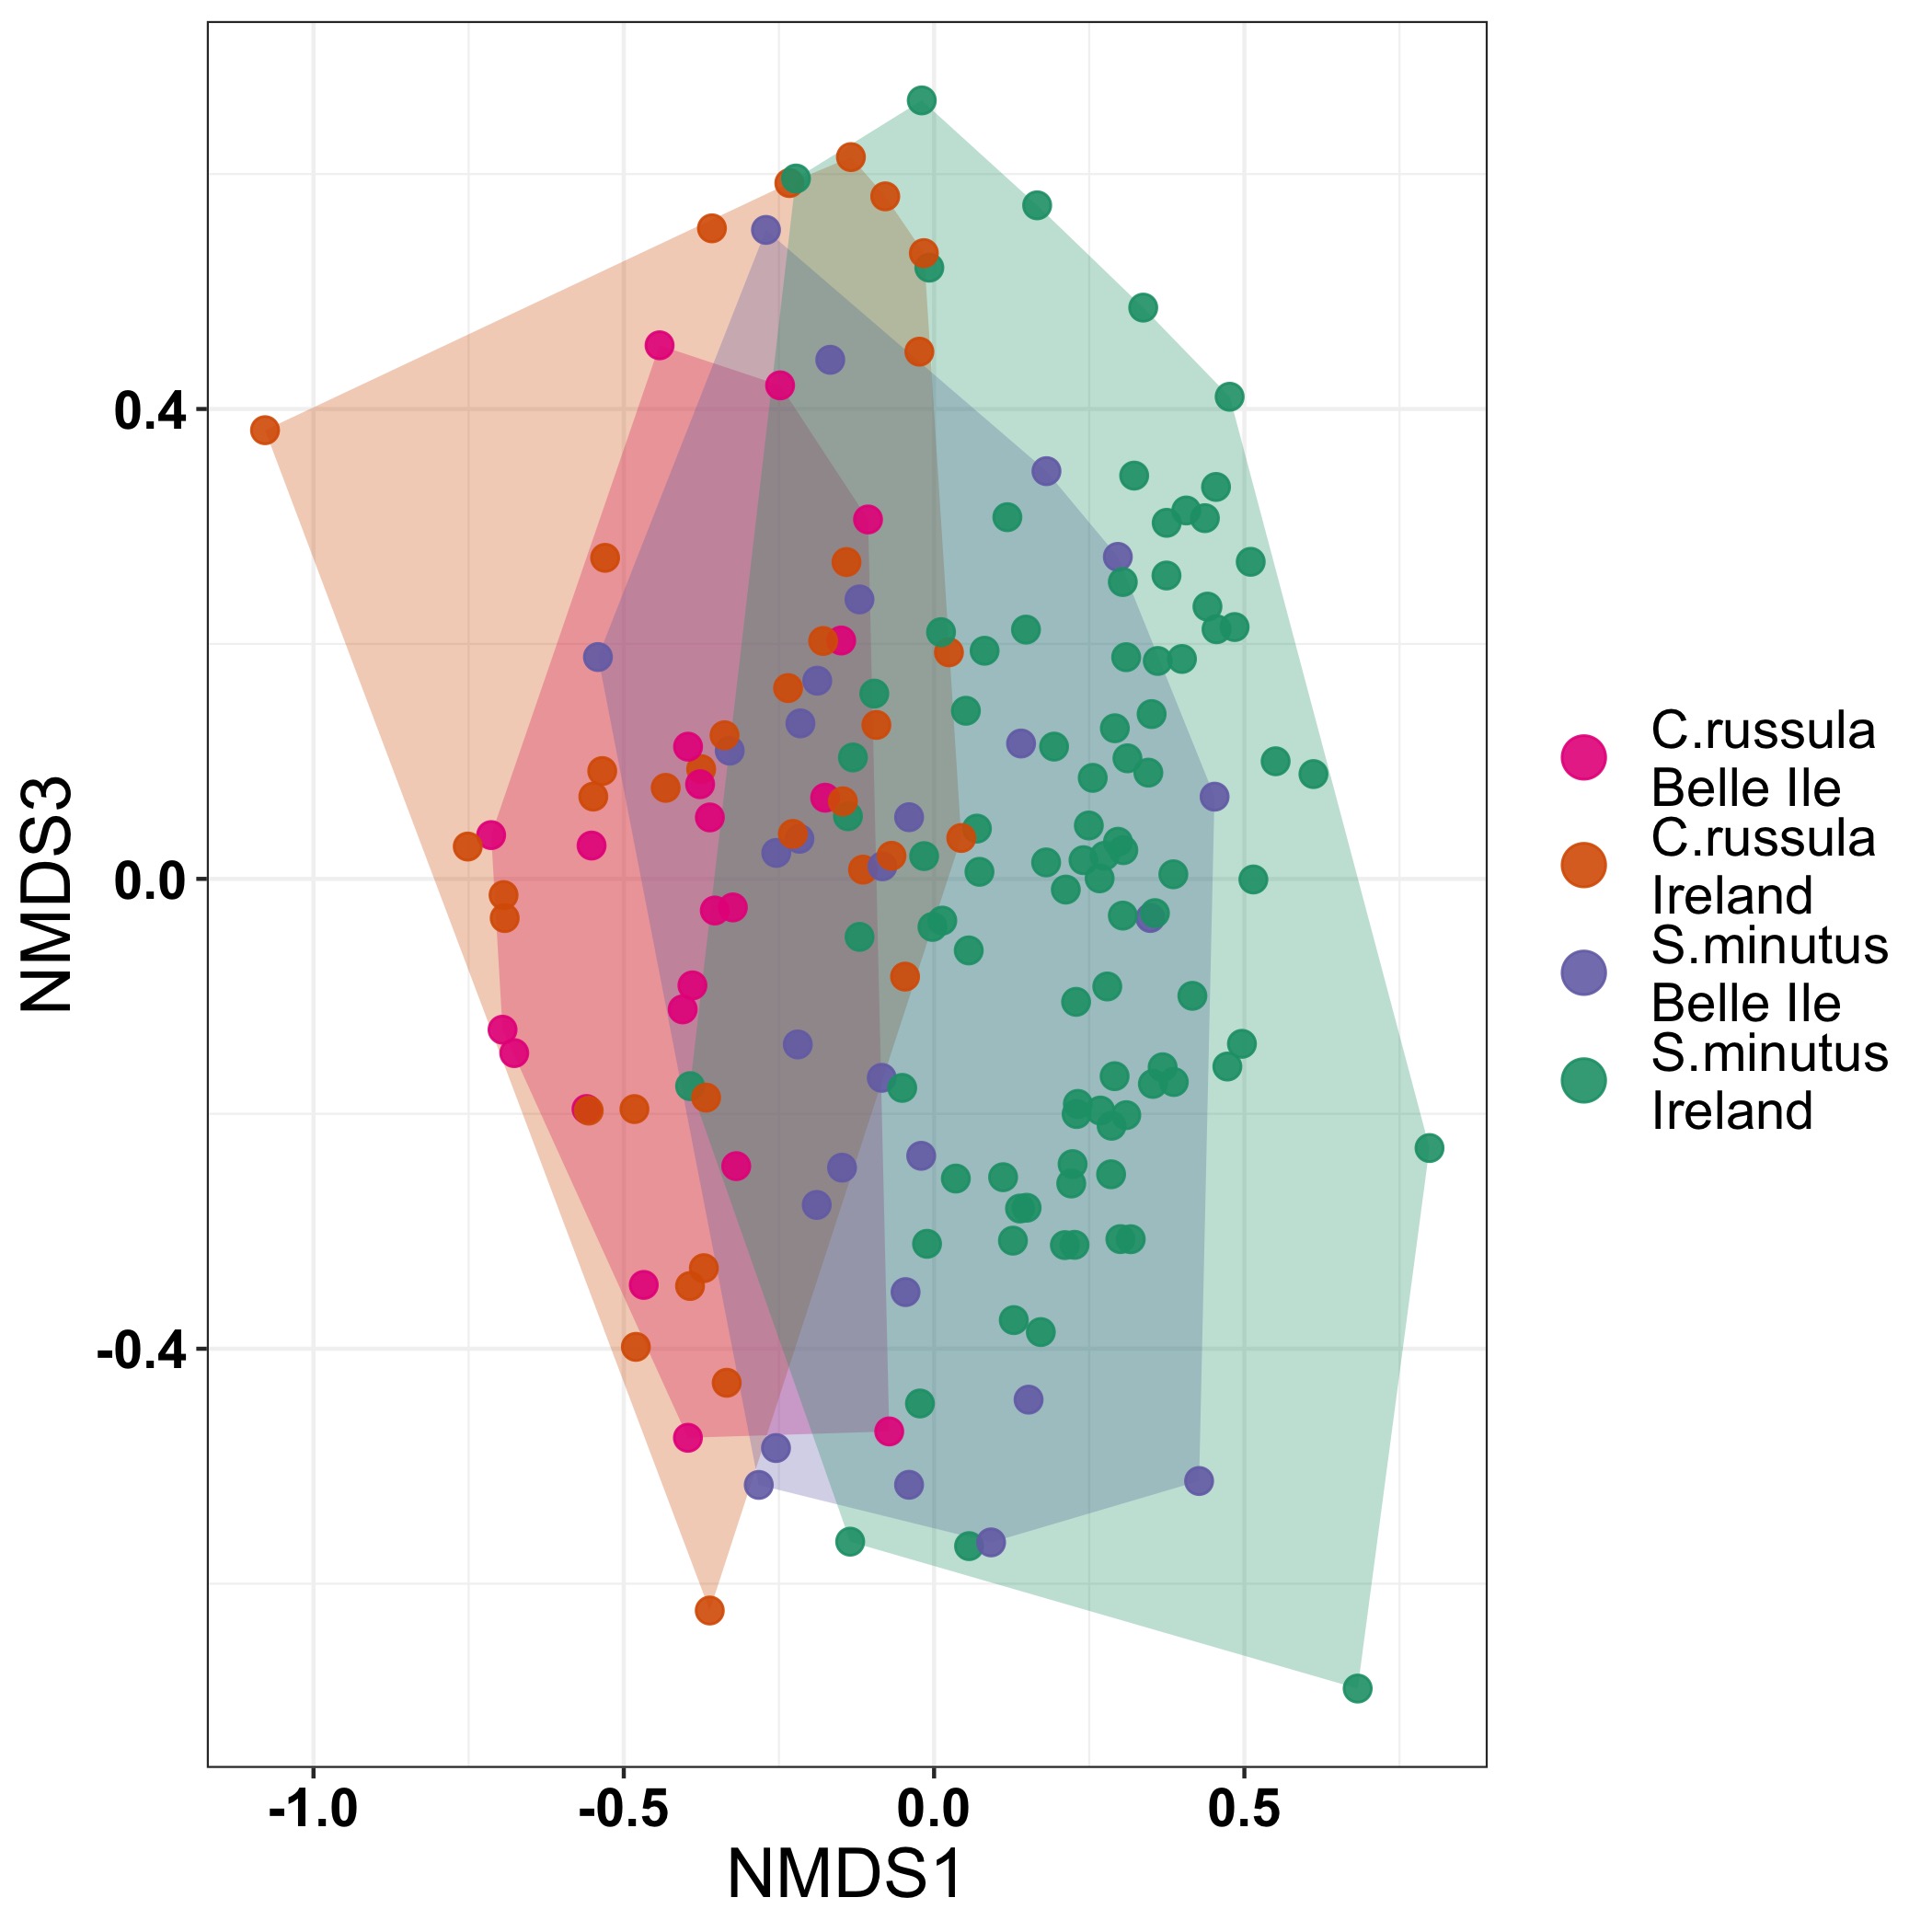 NMDS3
0.4
0.0
-0.4
-1.0
-0.5
0.0
0.5
NMDS1
C.russula
Belle Ile
C.russula
Ireland
S.minutus
Belle Ile
S.minutus
Ireland